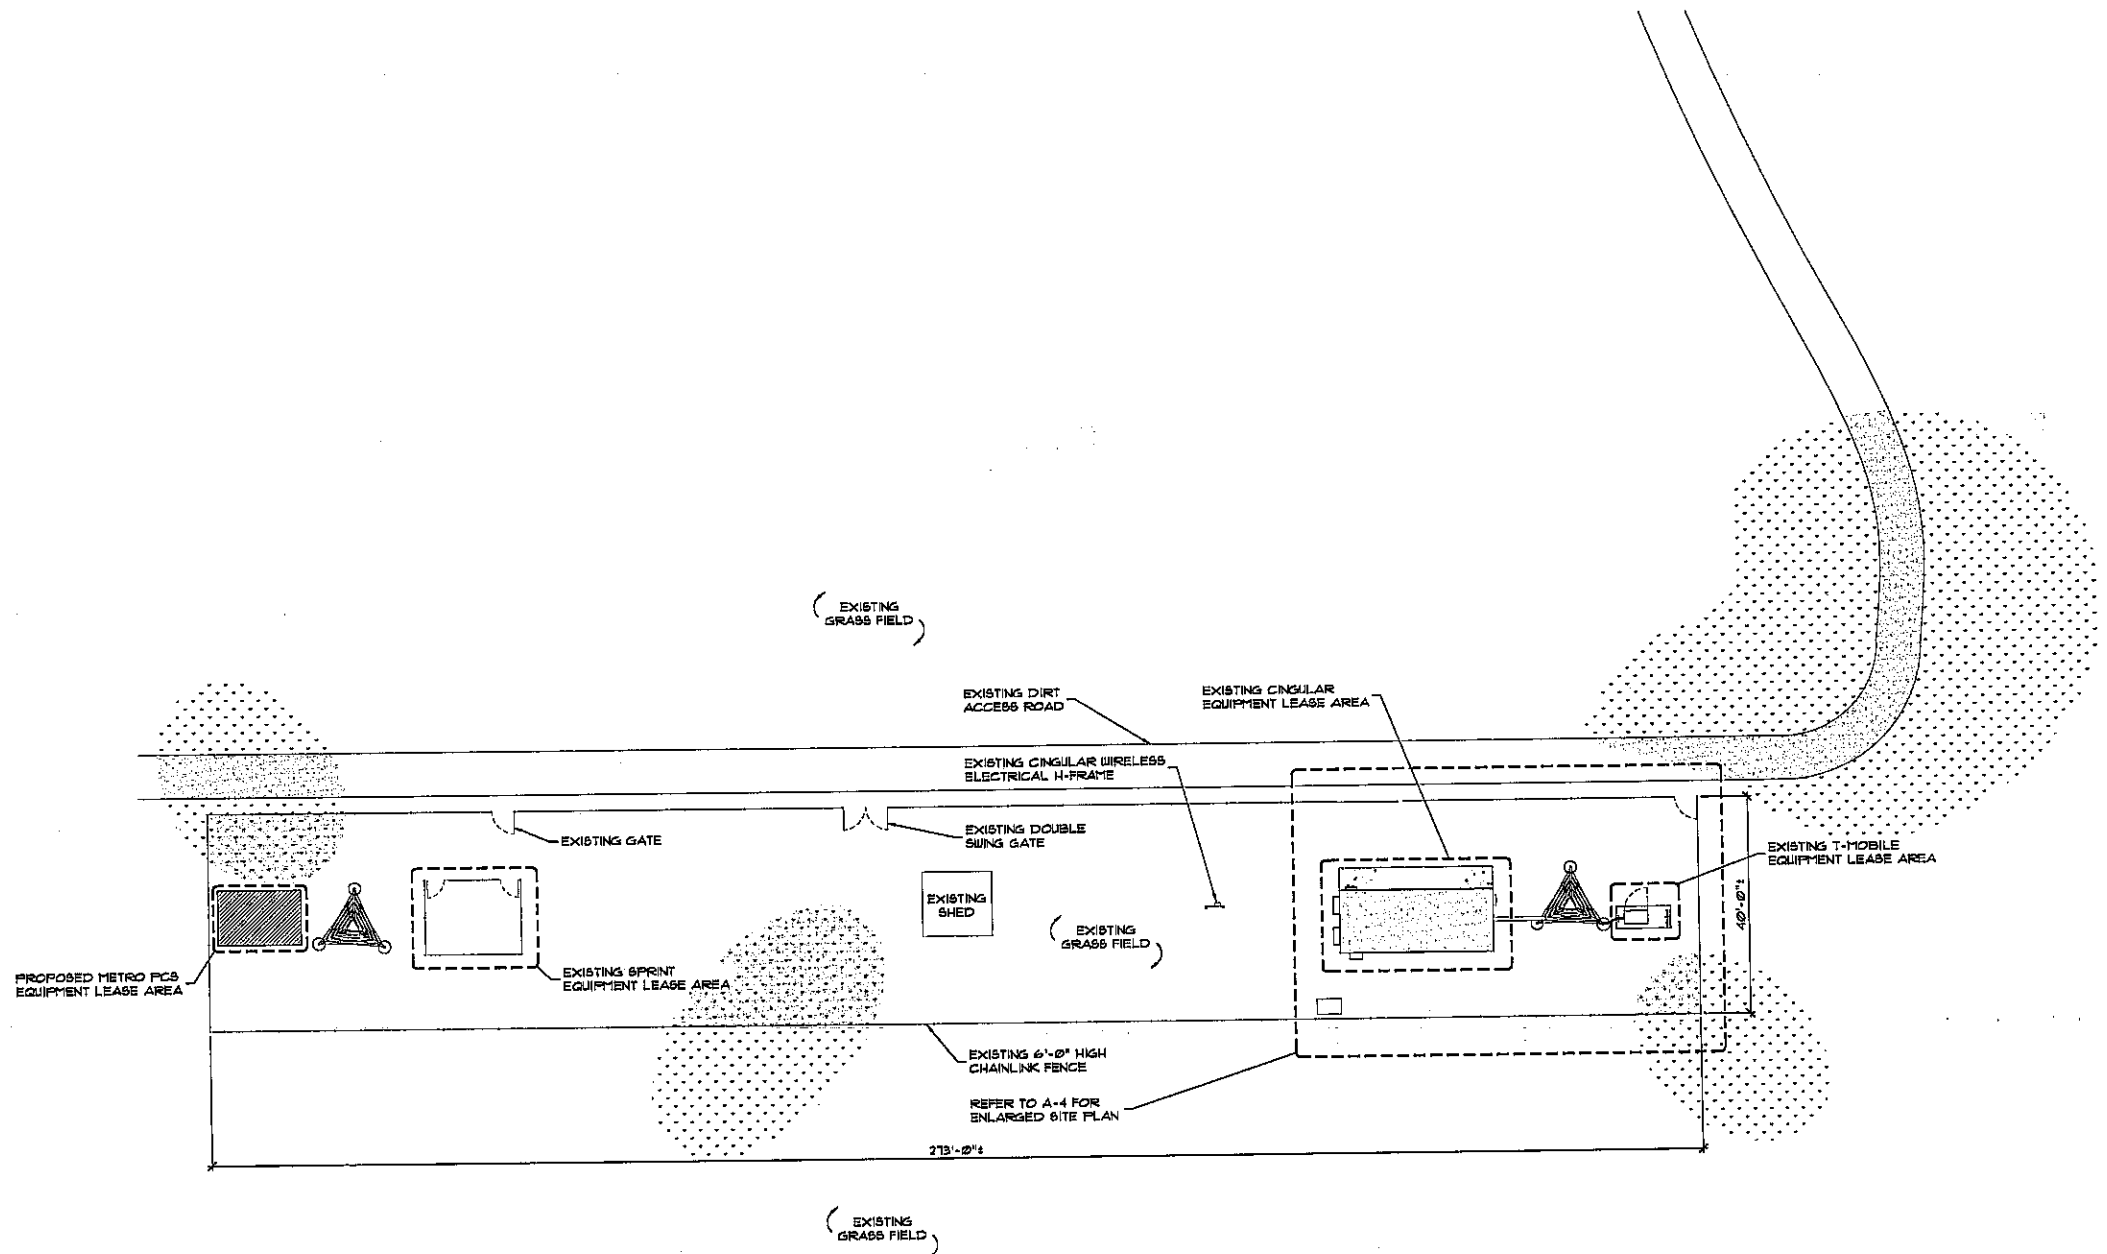 EXISTING
GRASS FIELD
EXISTING DIRT
ACCESS ROAD
EXISTING CINGULAR
EQUIPMENT LEASE AREA
EXISTING CINGULAR WIRELESS
ELECTRICAL H-FRAME
EXISTING GATE
EXISTING DOUBLE
SWING GATE
EXISTING T-MOBILE
EQUIPMENT LEASE AREA
EXISTING
SHED
EXISTING
GRASS FIELD
40'-0"±
PROPOSED METRO PCS
EQUIPMENT LEASE AREA
EXISTING SPRINT
EQUIPMENT LEASE AREA
EXISTING 6'-0" HIGH
CHAINLINK FENCE
REFER TO A-4 FOR
ENLARGED SITE PLAN
273'-0"±
EXISTING
GRASS FIELD